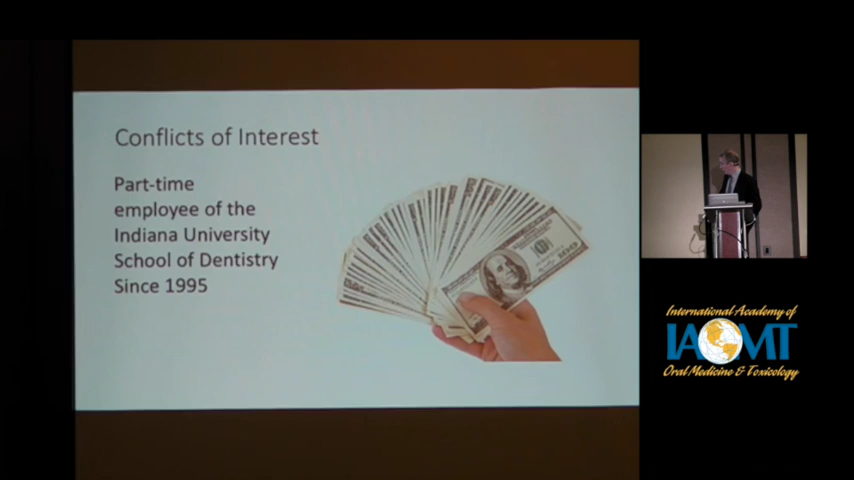 Conflicts of Interest
Part-time
employee of the
Indiana University
School of Dentistry
Since 1995
100
International Academy of
IAOMT
Oral Medicine & Toxicology